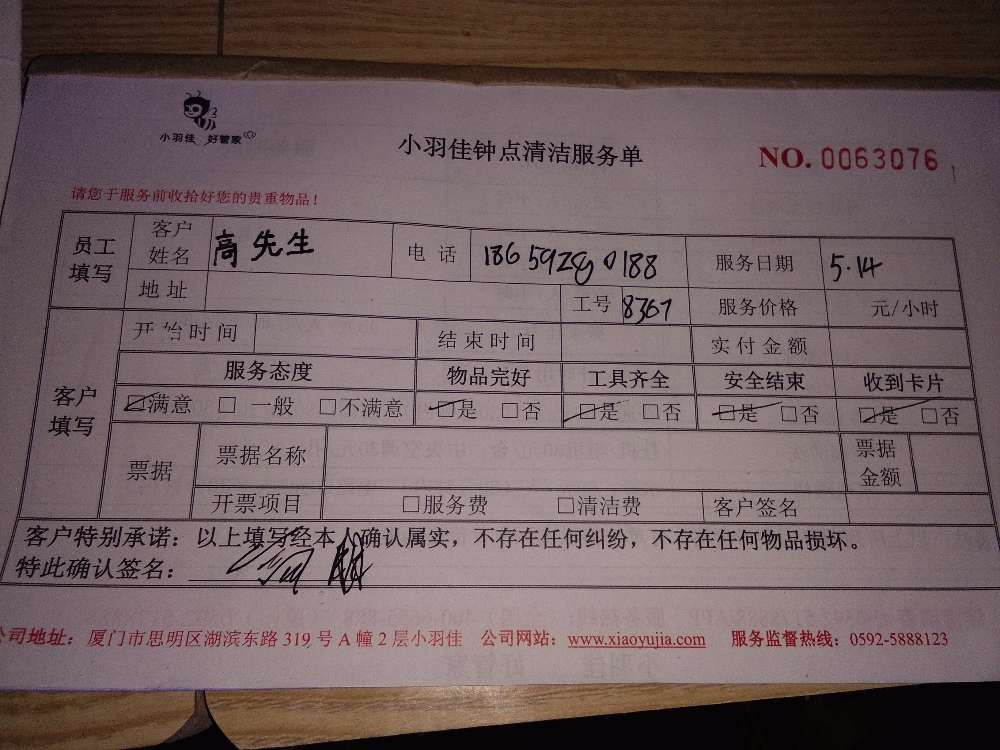 小羽佳 好管家
小羽佳钟点清洁服务单
NO. 0063076
请您于服务前收拾好您的贵重物品！
员工填写 客户姓名 高先生 电话 服务日期 5.14
地址 工号 8367 服务价格 元/小时
客户填写 开始时间 结束时间 实付金额
服务态度 物品完好 工具齐全 安全结束 收到卡片
☑满意 □一般 □不满意 ☑是 □否 ☑是 □否 ☑是 □否 ☑是 □否
票据 票据名称 票据金额
开票项目 □服务费 □清洁费 客户签名
客户特别承诺：以上填写经本人确认属实，不存在任何纠纷，不存在任何物品损坏。
特此确认签名：
公司地址：厦门市思明区湖滨东路319号A幢2层小羽佳 公司网站：www.xiaoyujia.com 服务监督热线：0592-5888123